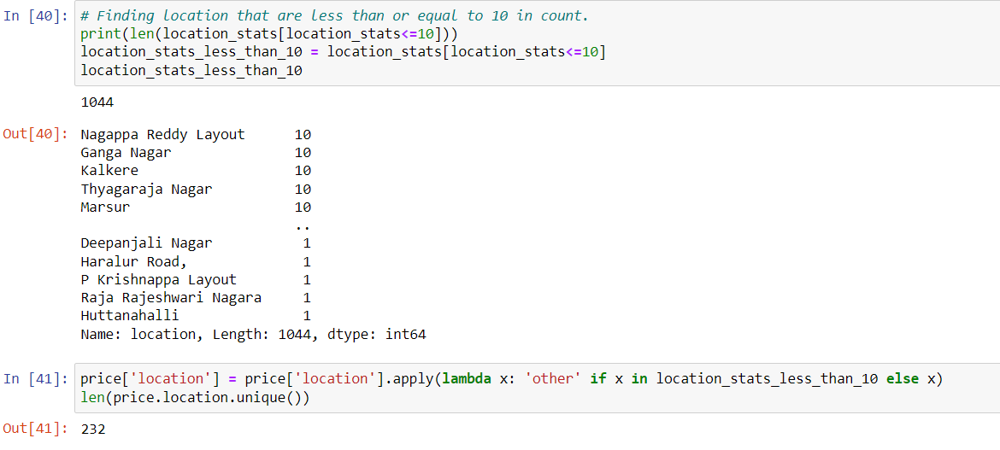 In [40]: # Finding location that are less than or equal to 10 in count.
print(len(location_stats[location_stats<=10]))
location_stats_less_than_10 = location_stats[location_stats<=10]
location_stats_less_than_10
1044
Out[40]: Nagappa Reddy Layout 10
Ganga Nagar 10
Kalkere 10
Thyagaraja Nagar 10
Marsur 10
..
Deepanjali Nagar 1
Haralur Road, 1
P Krishnappa Layout 1
Raja Rajeshwari Nagara 1
Huttanahalli 1
Name: location, Length: 1044, dtype: int64
In [41]: price['location'] = price['location'].apply(lambda x: 'other' if x in location_stats_less_than_10 else x)
len(price.location.unique())
Out[41]: 232